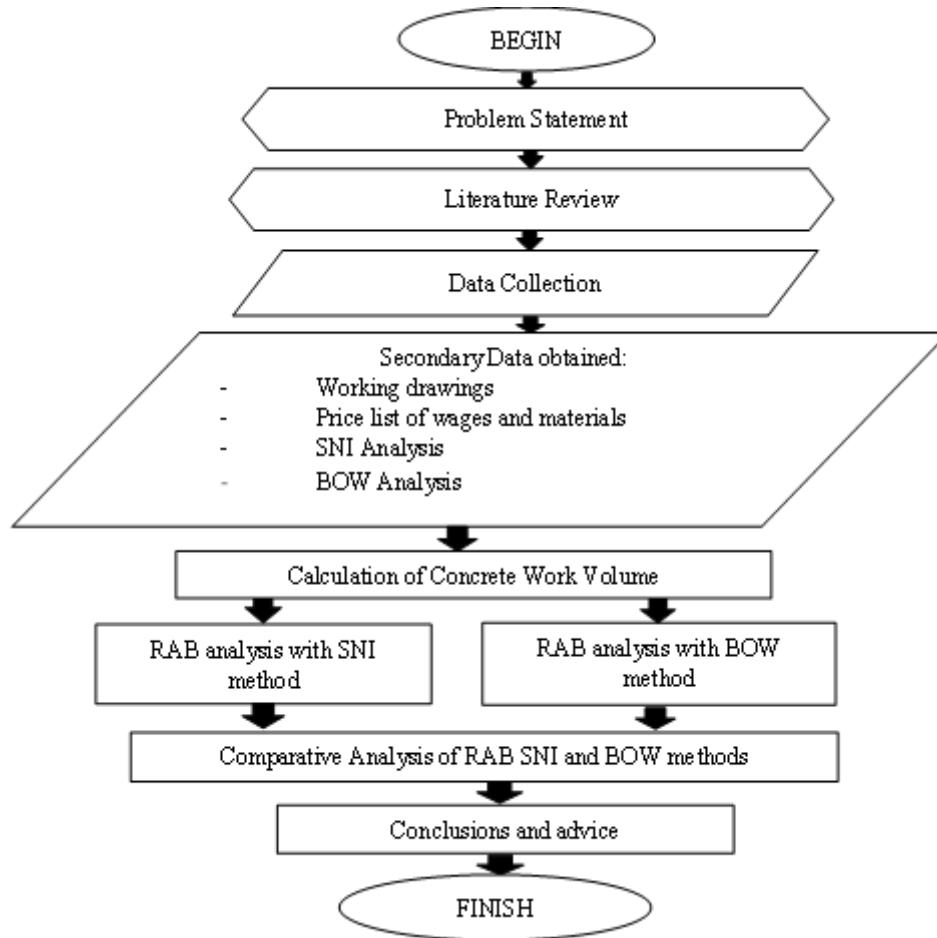 BEGIN
Problem Statement
Literature Review
Data Collection
Secondary Data obtained:
- Working drawings
- Price list of wages and materials
- SNI Analysis
- BOW Analysis
Calculation of Concrete Work Volume
RAB analysis with SNI
method
RAB analysis with BOW
method
Comparative Analysis of RAB SNI and BOW methods
Conclusions and advice
FINISH